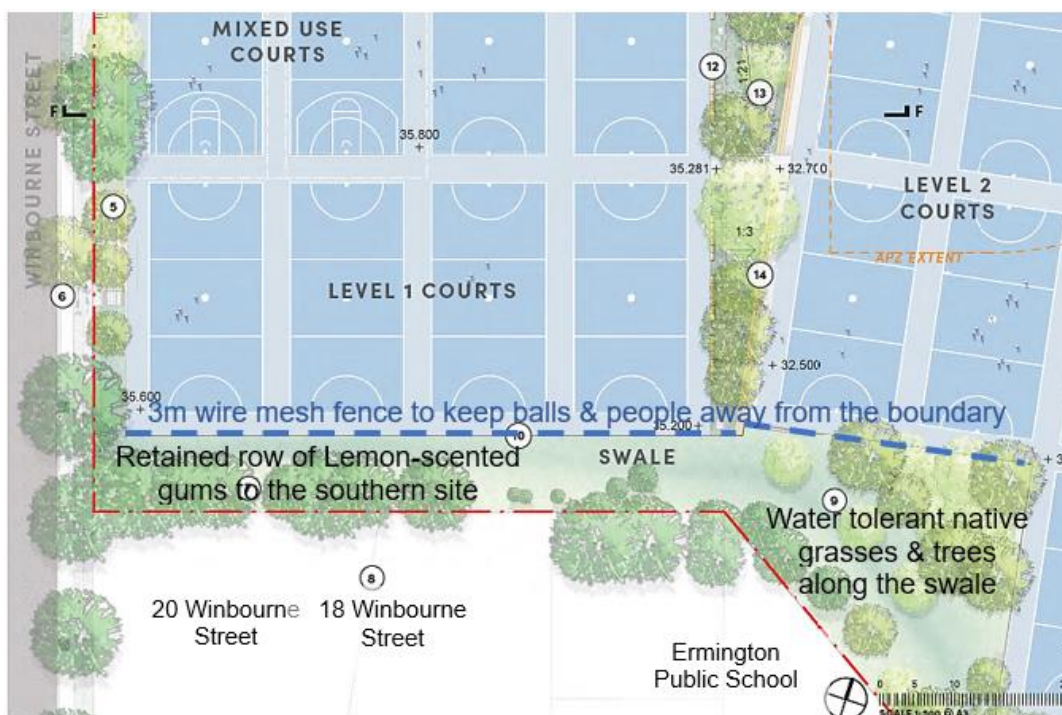 MIXED USE
COURTS
WINBOURNE STREET
F
12
1:21
13
F
35.800
35.281
32.700
LEVEL 2
COURTS
5
1:3
APZ EXTENT
14
6
LEVEL 1 COURTS
32.500
35.600
3m wire mesh fence to keep balls & people away from the boundary
10
35.200
Retained row of Lemon-scented
gums to the southern site
7
SWALE
9
Water tolerant native
grasses & trees
along the swale
8
20 Winbourne
Street
18 Winbourne
Street
Ermington
Public School
0 5 10